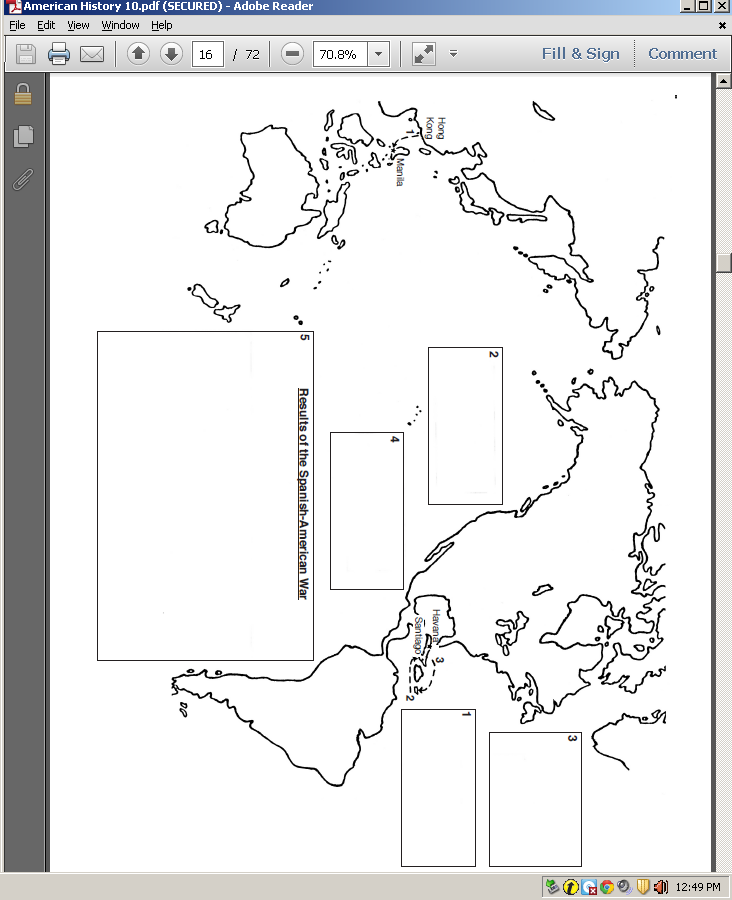 American History 10.pdf (SECURED) - Adobe Reader
File Edit View Window Help
16 / 72 70.8% Fill & Sign Comment
Hong
Kong
1
Manila
2
4
5
Results of the Spanish-American War
Havana
Santiago
3
2
1
3
12:49 PM